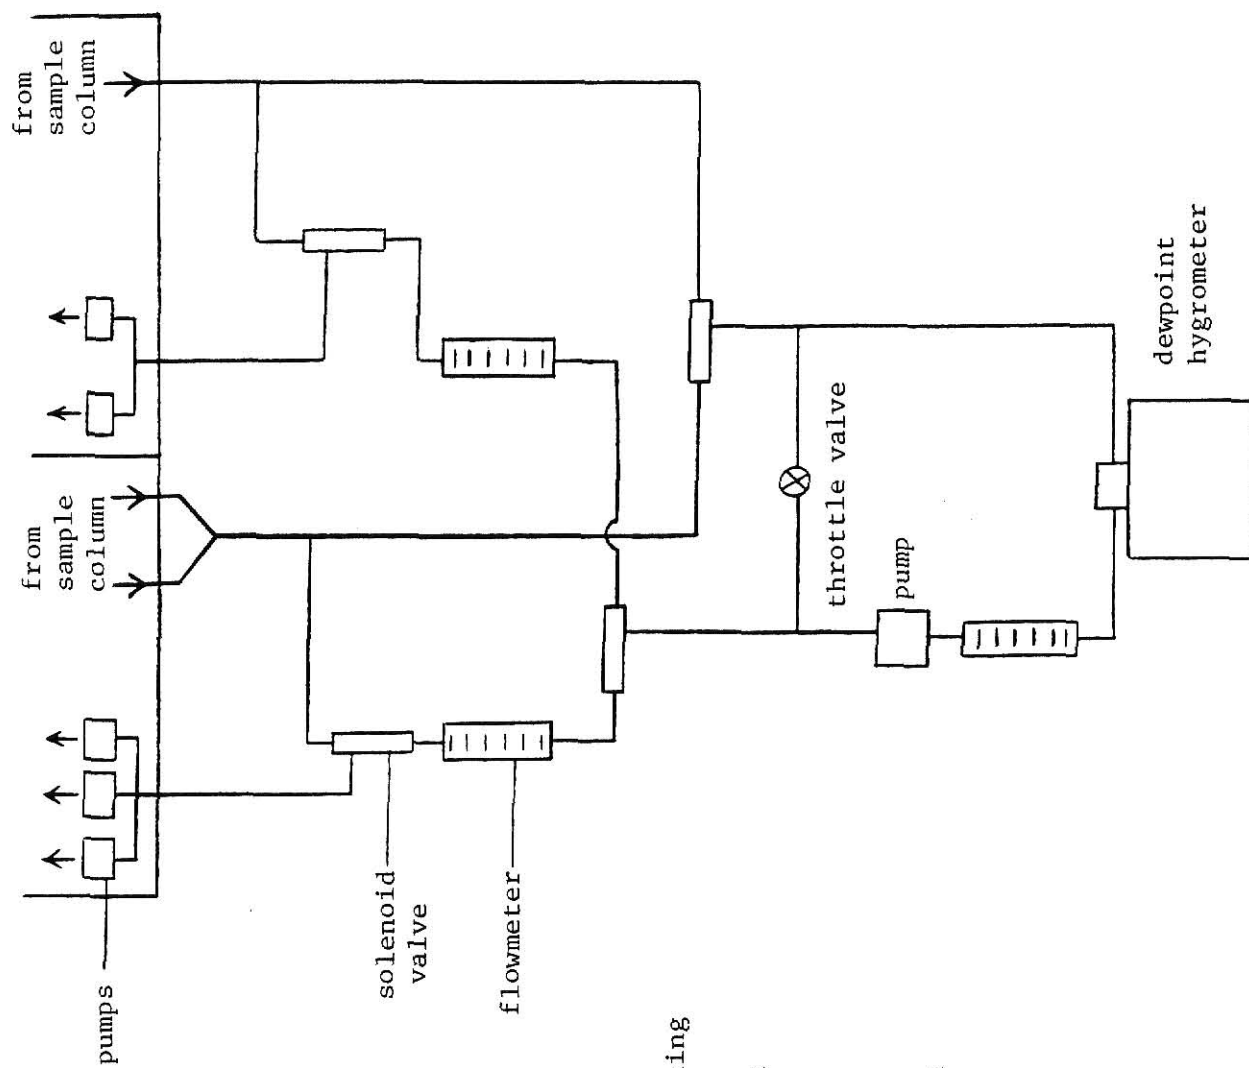 from
sample
column
from
sample
column
pumps
solenoid
valve
flowmeter
throttle valve
pump
dewpoint
hygrometer
ing